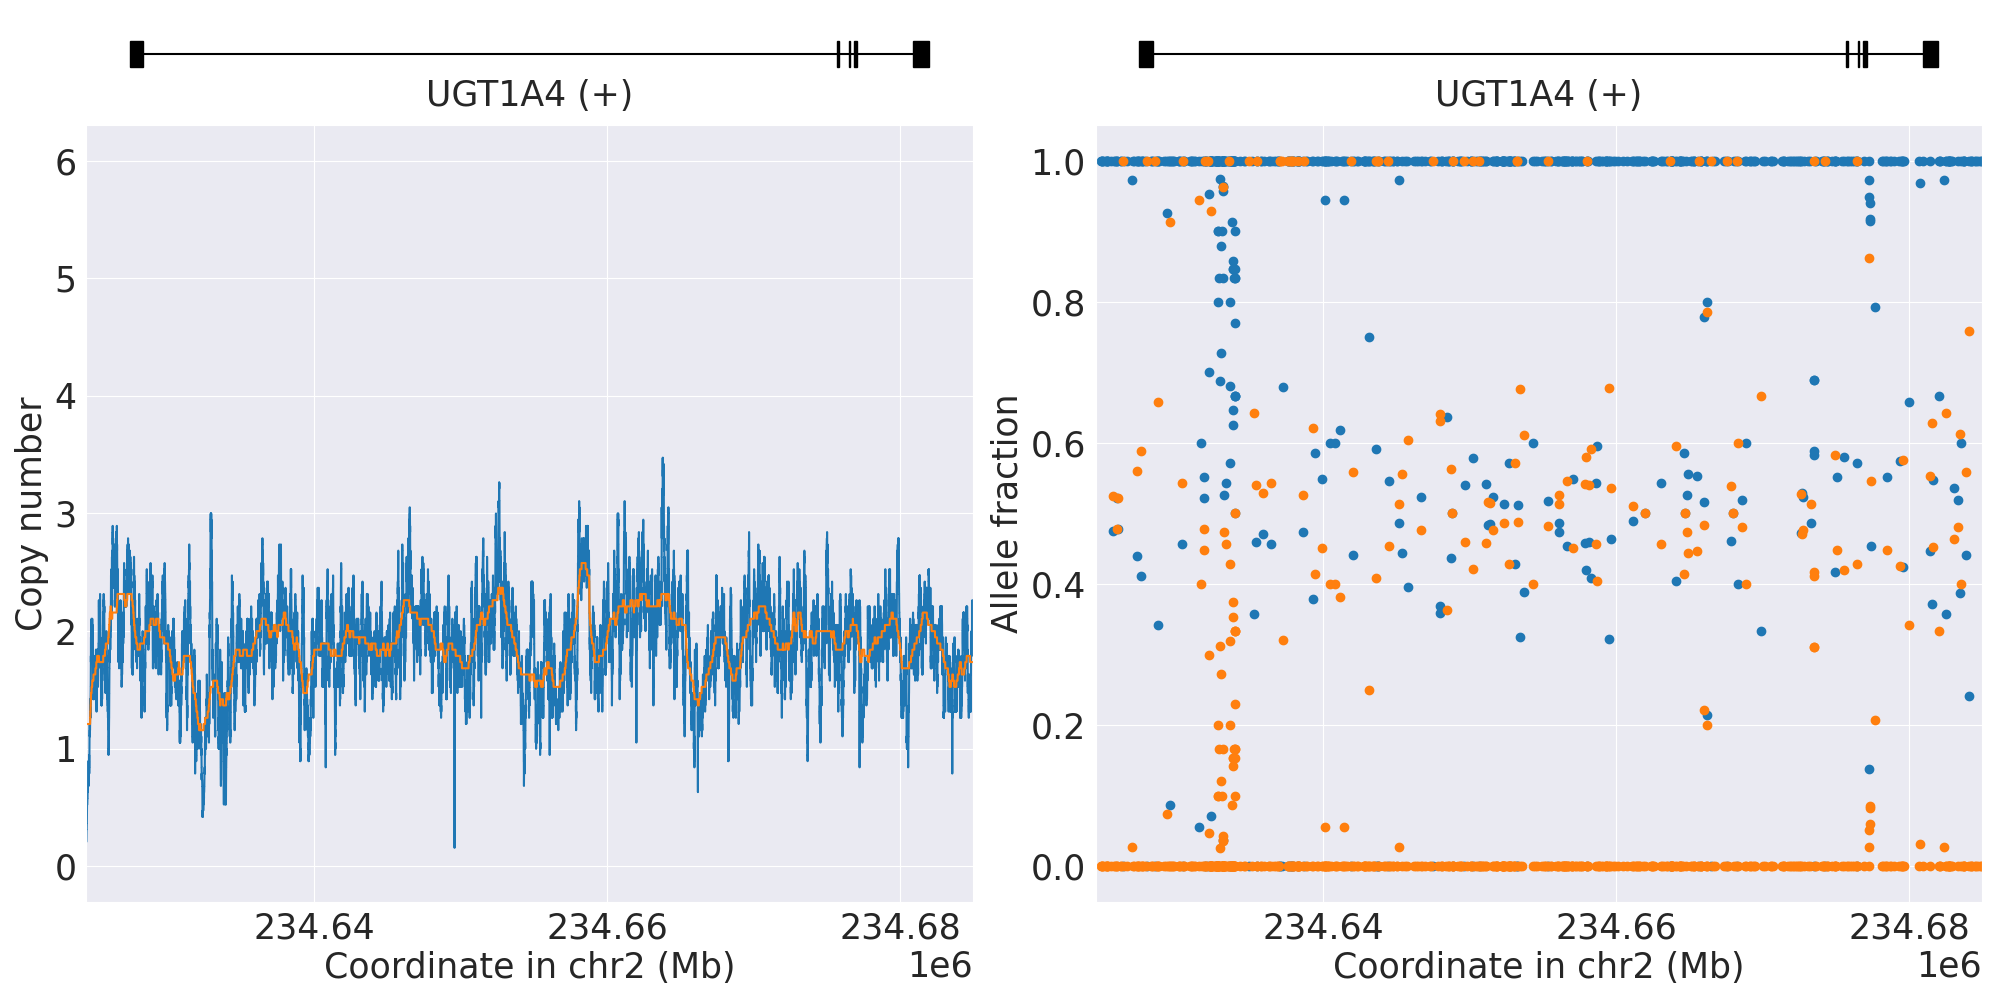 UGT1A4 (+)
6
5
4
3
2
1
0
Copy number
234.64
234.66
234.68
1e6
Coordinate in chr2 (Mb)
UGT1A4 (+)
1.0
0.8
0.6
0.4
0.2
0.0
Allele fraction
234.64
234.66
234.68
1e6
Coordinate in chr2 (Mb)